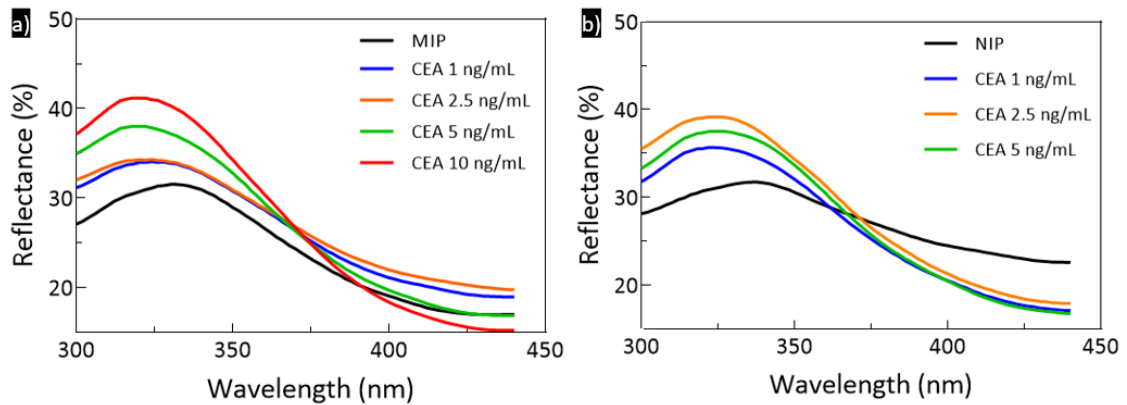 a)
50
40
30
20
300
350
400
450
Reflectance (%)
Wavelength (nm)
MIP
CEA 1 ng/mL
CEA 2.5 ng/mL
CEA 5 ng/mL
CEA 10 ng/mL
b)
50
40
30
20
300
350
400
450
Reflectance (%)
Wavelength (nm)
NIP
CEA 1 ng/mL
CEA 2.5 ng/mL
CEA 5 ng/mL